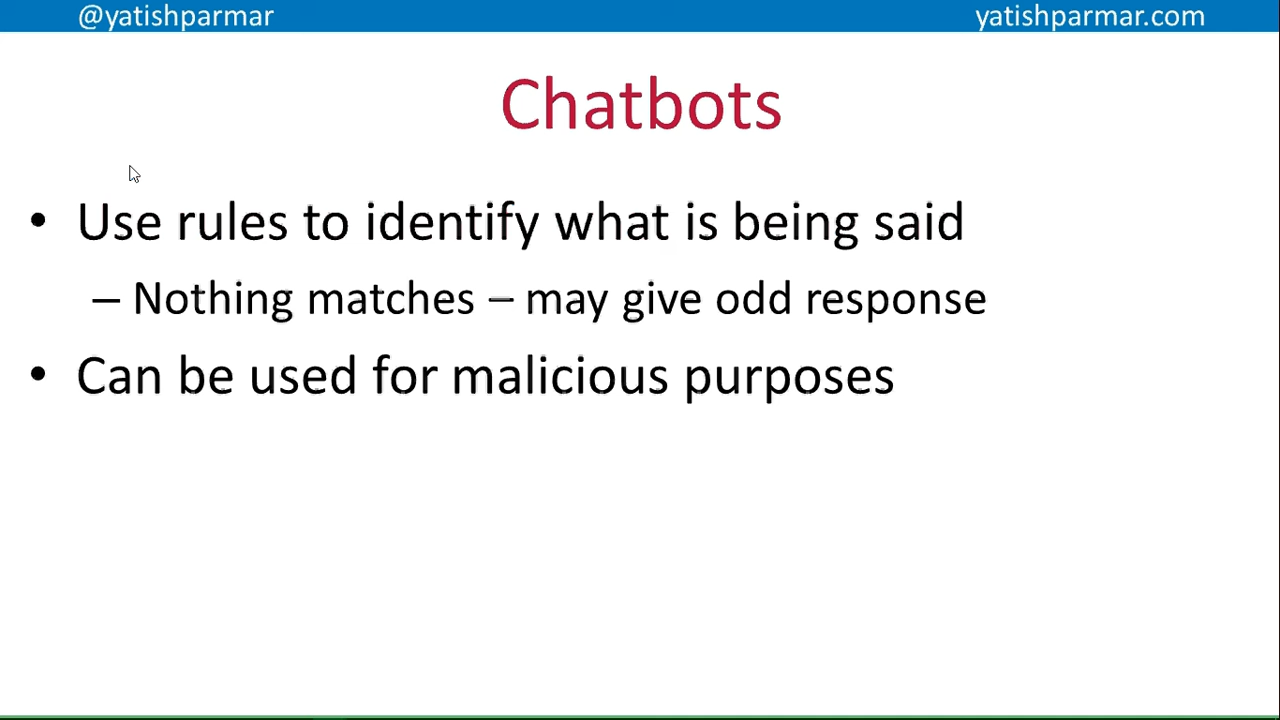 @yatishparmar
yatishparmar.com
Chatbots
• Use rules to identify what is being said
– Nothing matches – may give odd response
• Can be used for malicious purposes